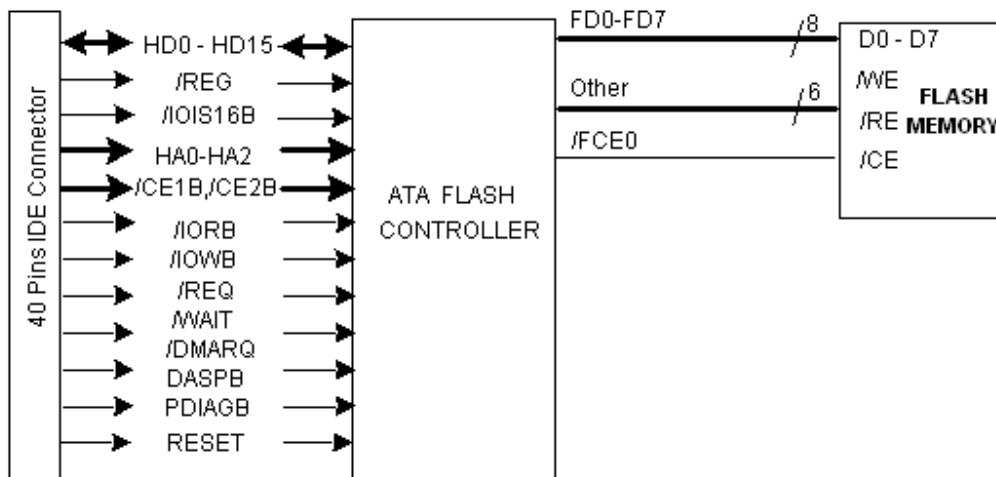 40 Pins IDE Connector
HD0 - HD15
/REG
/IOIS16B
HA0-HA2
/CE1B,/CE2B
/IORB
/IOWB
/REQ
/WAIT
/DMARQ
DASPB
PDIAGB
RESET
ATA FLASH
CONTROLLER
FD0-FD7
8
Other
6
/FCE0
D0 - D7
/WE
/RE
/CE
FLASH
MEMORY